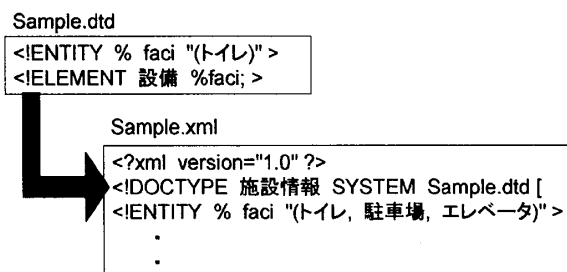 Sample.dtd
<!ENTITY % faci "(トイレ)" >
<!ELEMENT 設備 %faci; >
Sample.xml
<?xml version="1.0" ?>
<!DOCTYPE 施設情報 SYSTEM Sample.dtd [
<!ENTITY % faci "(トイレ, 駐車場, エレベータ)" >
.
.